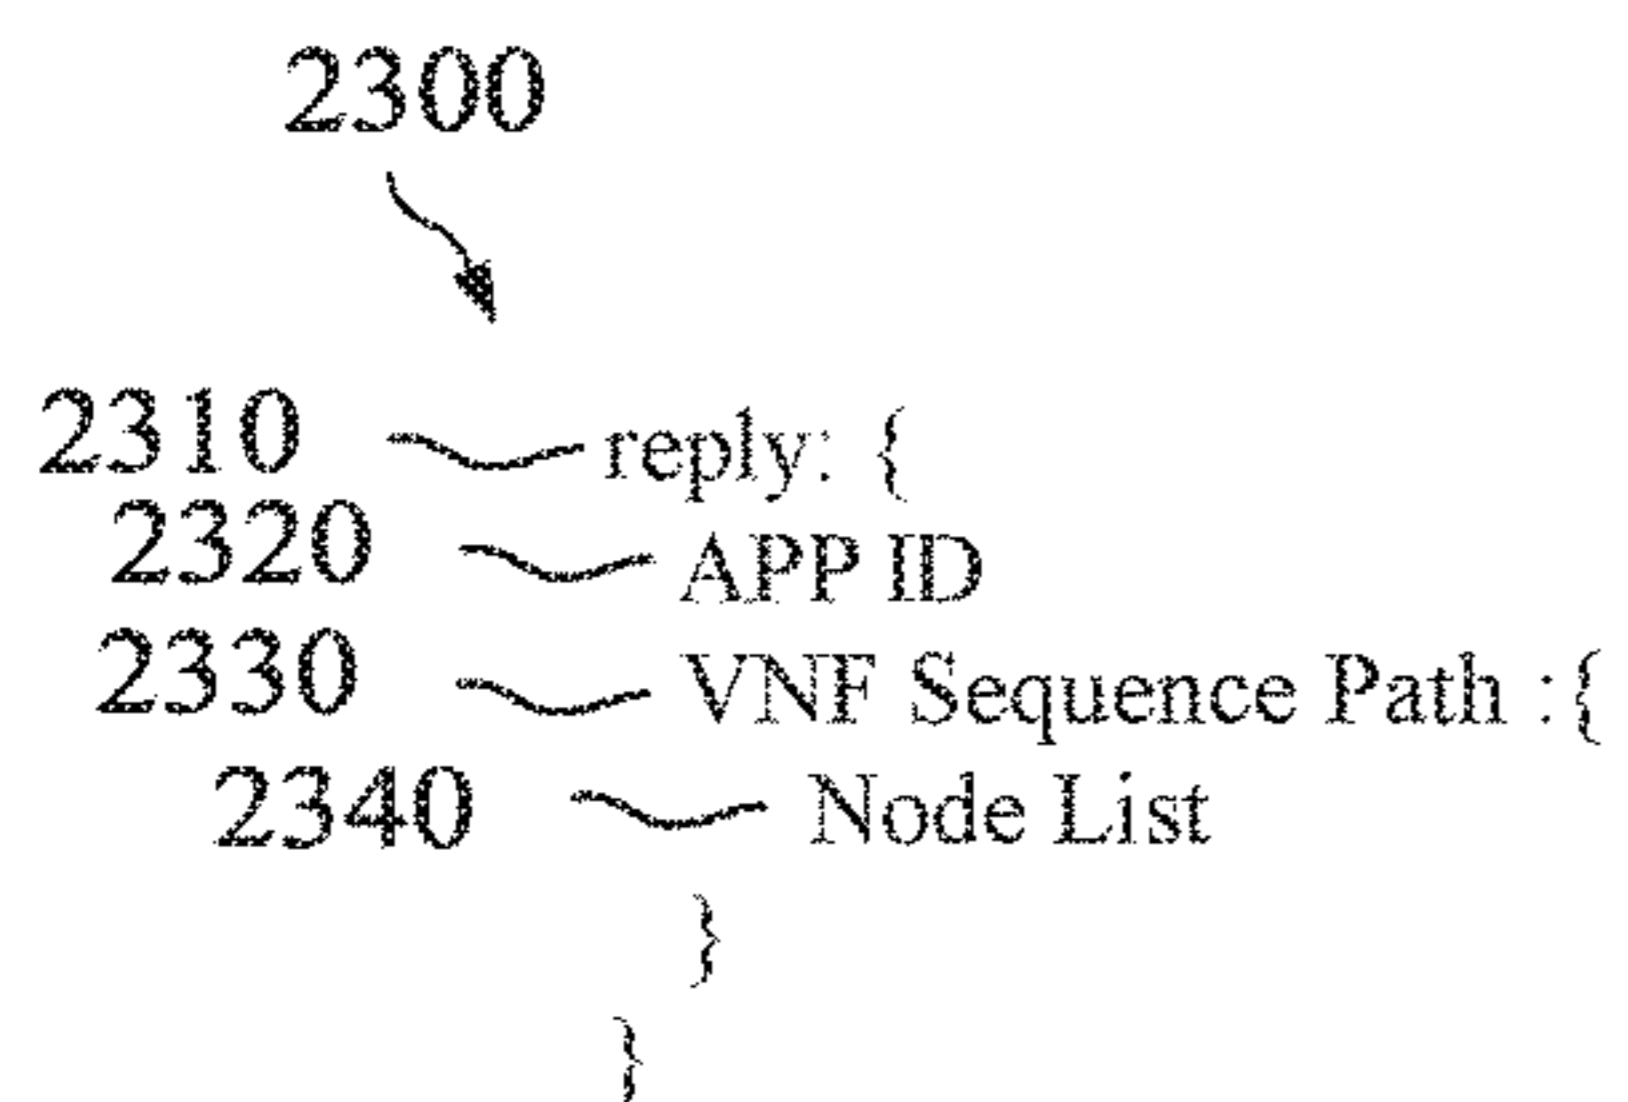 2300
2310 reply: {
2320 APP ID
2330 VNF Sequence Path :{
2340 Node List
}
}